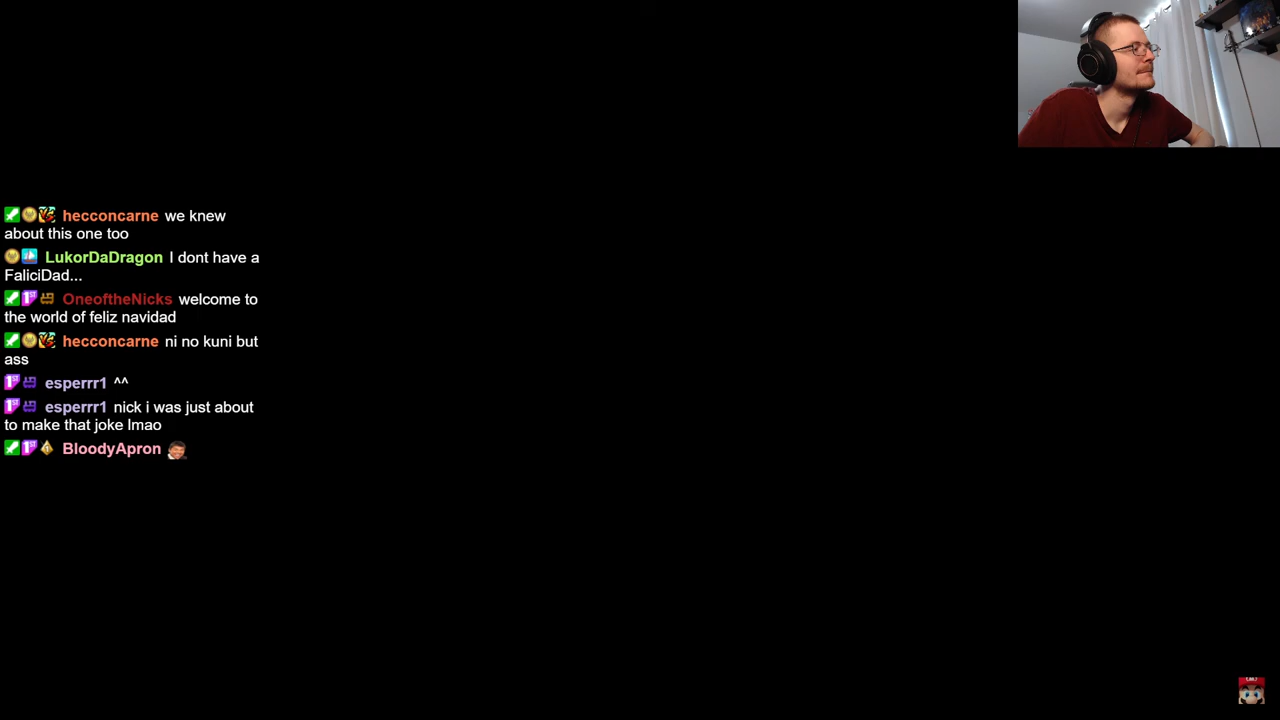 hecconcarne we knew
about this one too
LukorDaDragon I dont have a
FaliciDad...
OneoftheNicks welcome to
the world of feliz navidad
hecconcarne ni no kuni but
ass
esperrr1 ^^
esperrr1 nick i was just about
to make that joke lmao
BloodyApron